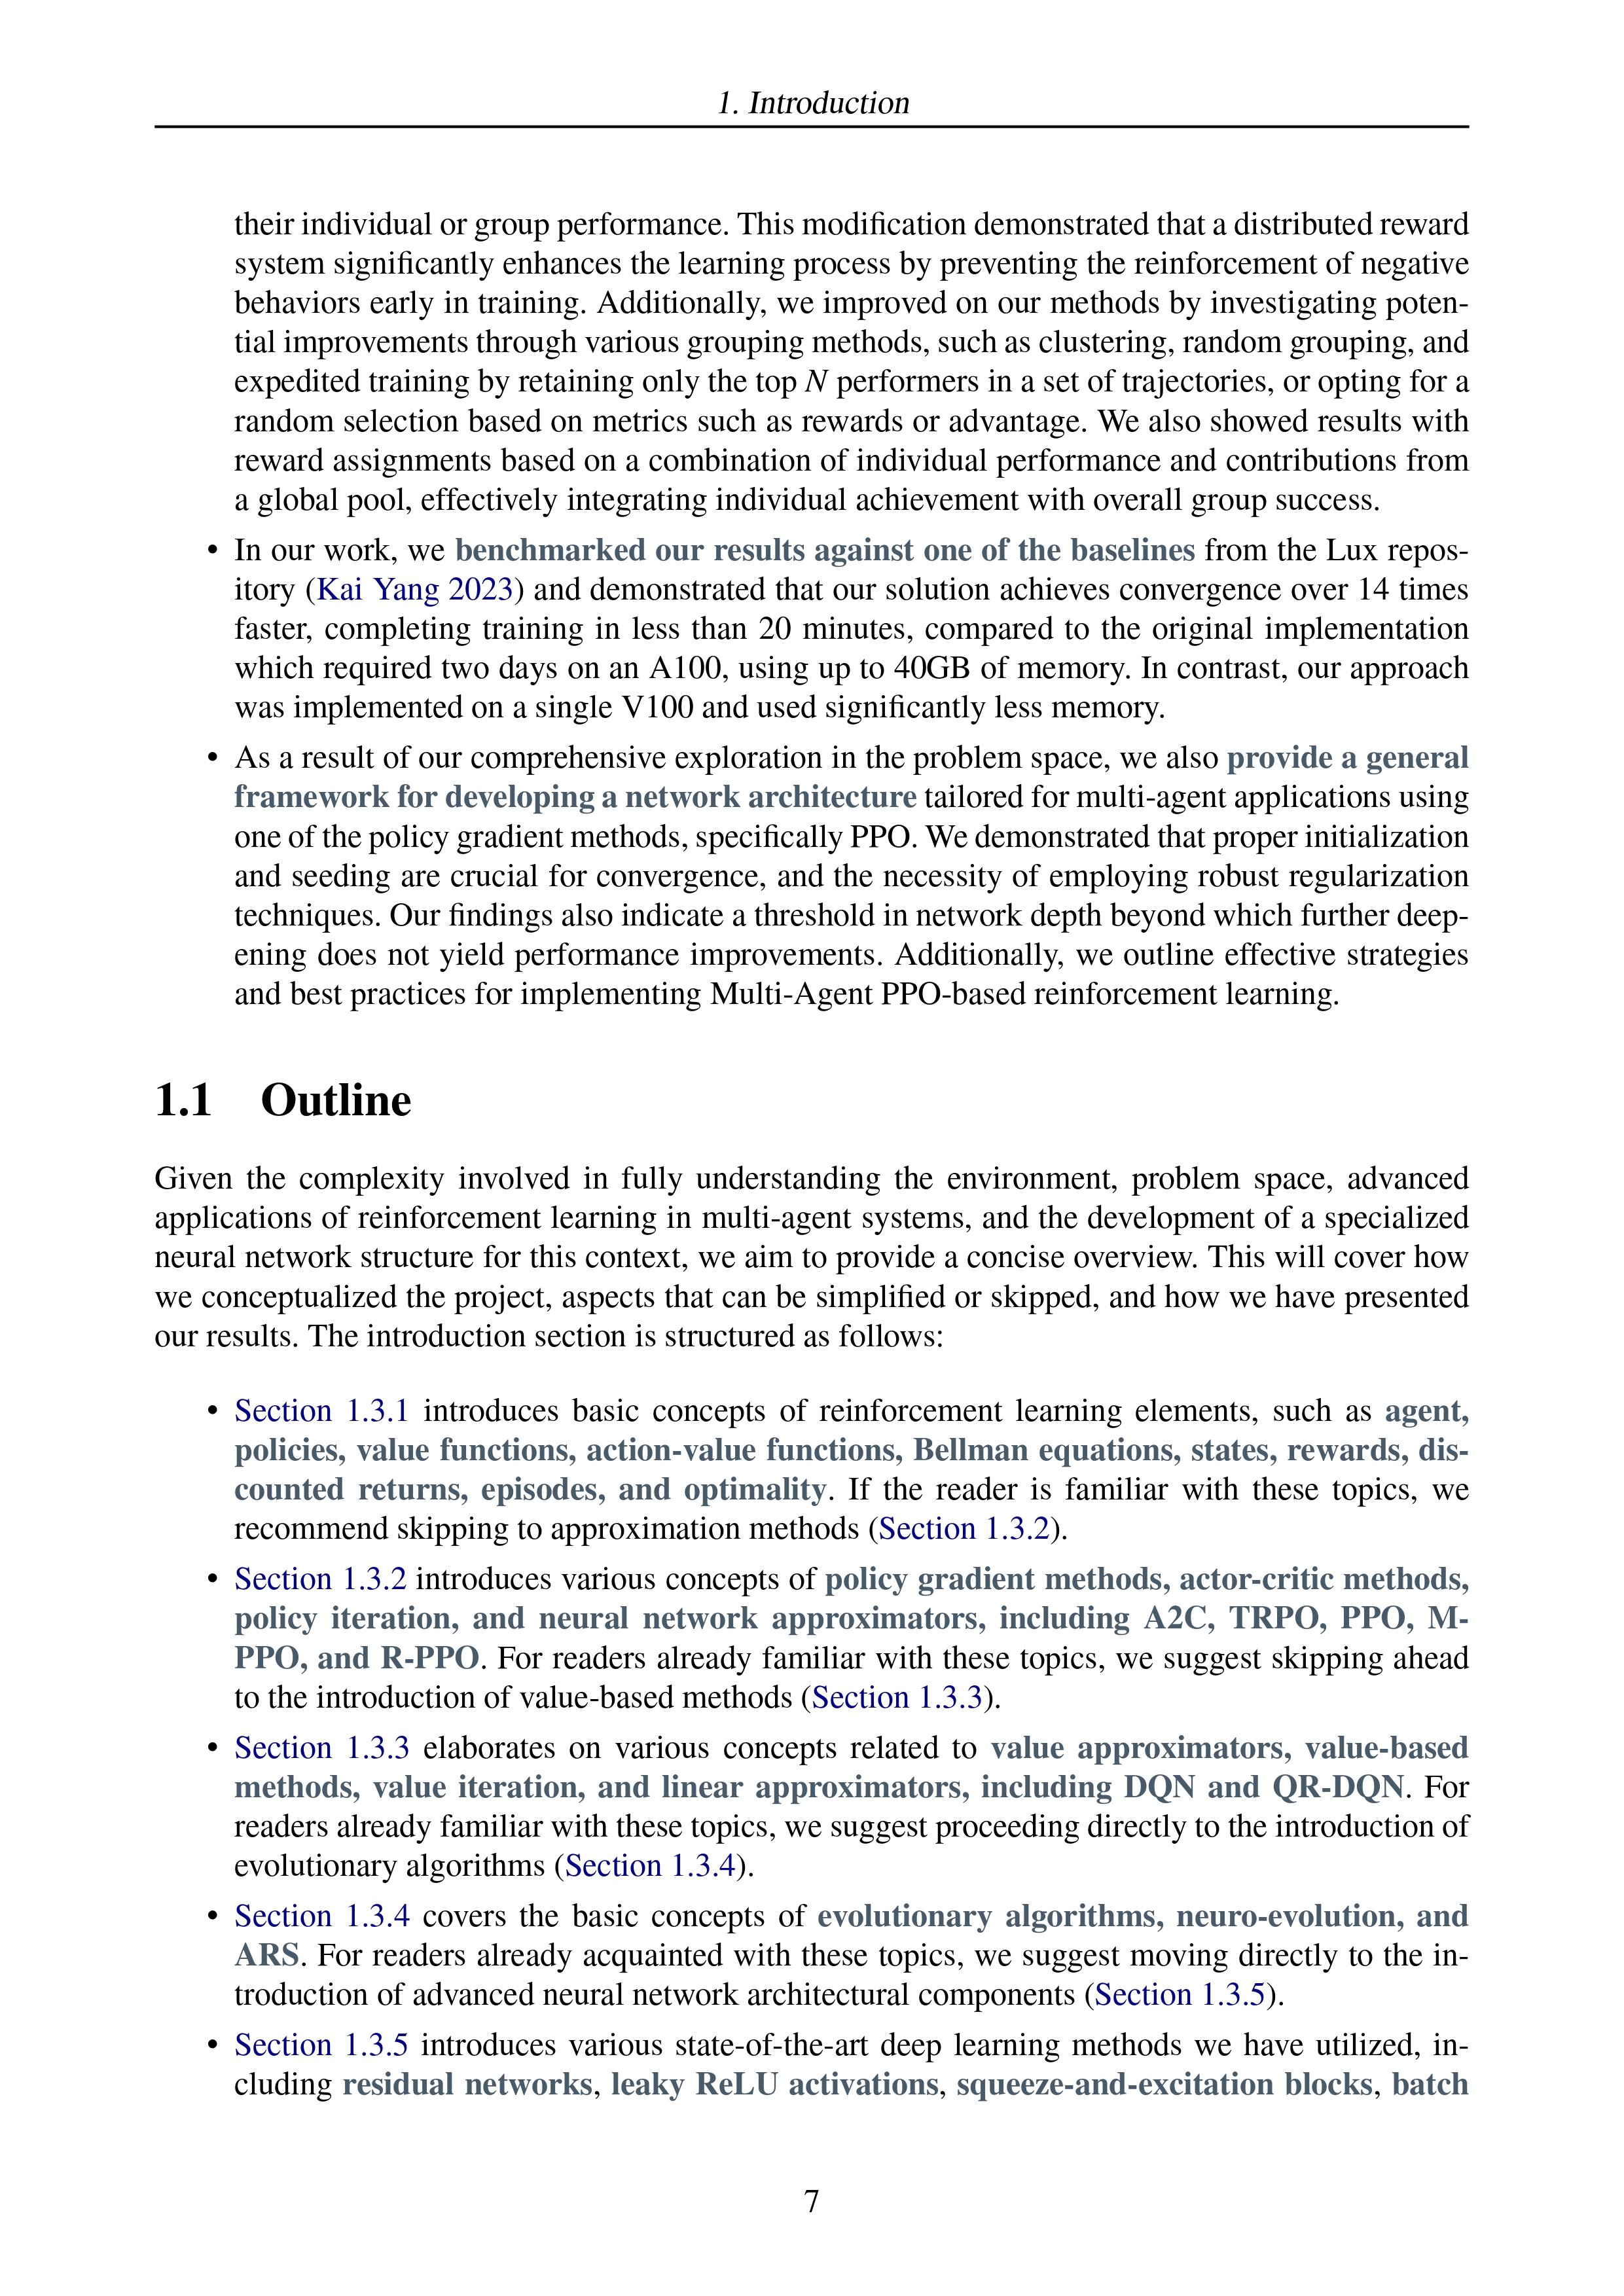 1. Introduction
their individual or group performance. This modification demonstrated that a distributed reward
system significantly enhances the learning process by preventing the reinforcement of negative
behaviors early in training. Additionally, we improved on our methods by investigating poten-
tial improvements through various grouping methods, such as clustering, random grouping, and
expedited training by retaining only the top N performers in a set of trajectories, or opting for a
random selection based on metrics such as rewards or advantage. We also showed results with
reward assignments based on a combination of individual performance and contributions from
a global pool, effectively integrating individual achievement with overall group success.
• In our work, we benchmarked our results against one of the baselines from the Lux repos-
itory (Kai Yang 2023) and demonstrated that our solution achieves convergence over 14 times
faster, completing training in less than 20 minutes, compared to the original implementation
which required two days on an A100, using up to 40GB of memory. In contrast, our approach
was implemented on a single V100 and used significantly less memory.
• As a result of our comprehensive exploration in the problem space, we also provide a general
framework for developing a network architecture tailored for multi-agent applications using
one of the policy gradient methods, specifically PPO. We demonstrated that proper initialization
and seeding are crucial for convergence, and the necessity of employing robust regularization
techniques. Our findings also indicate a threshold in network depth beyond which further deep-
ening does not yield performance improvements. Additionally, we outline effective strategies
and best practices for implementing Multi-Agent PPO-based reinforcement learning.
1.1 Outline
Given the complexity involved in fully understanding the environment, problem space, advanced
applications of reinforcement learning in multi-agent systems, and the development of a specialized
neural network structure for this context, we aim to provide a concise overview. This will cover how
we conceptualized the project, aspects that can be simplified or skipped, and how we have presented
our results. The introduction section is structured as follows:
• Section 1.3.1 introduces basic concepts of reinforcement learning elements, such as agent,
policies, value functions, action-value functions, Bellman equations, states, rewards, dis-
counted returns, episodes, and optimality. If the reader is familiar with these topics, we
recommend skipping to approximation methods (Section 1.3.2).
• Section 1.3.2 introduces various concepts of policy gradient methods, actor-critic methods,
policy iteration, and neural network approximators, including A2C, TRPO, PPO, M-
PPO, and R-PPO. For readers already familiar with these topics, we suggest skipping ahead
to the introduction of value-based methods (Section 1.3.3).
• Section 1.3.3 elaborates on various concepts related to value approximators, value-based
methods, value iteration, and linear approximators, including DQN and QR-DQN. For
readers already familiar with these topics, we suggest proceeding directly to the introduction of
evolutionary algorithms (Section 1.3.4).
• Section 1.3.4 covers the basic concepts of evolutionary algorithms, neuro-evolution, and
ARS. For readers already acquainted with these topics, we suggest moving directly to the in-
troduction of advanced neural network architectural components (Section 1.3.5).
• Section 1.3.5 introduces various state-of-the-art deep learning methods we have utilized, in-
cluding residual networks, leaky ReLU activations, squeeze-and-excitation blocks, batch
7